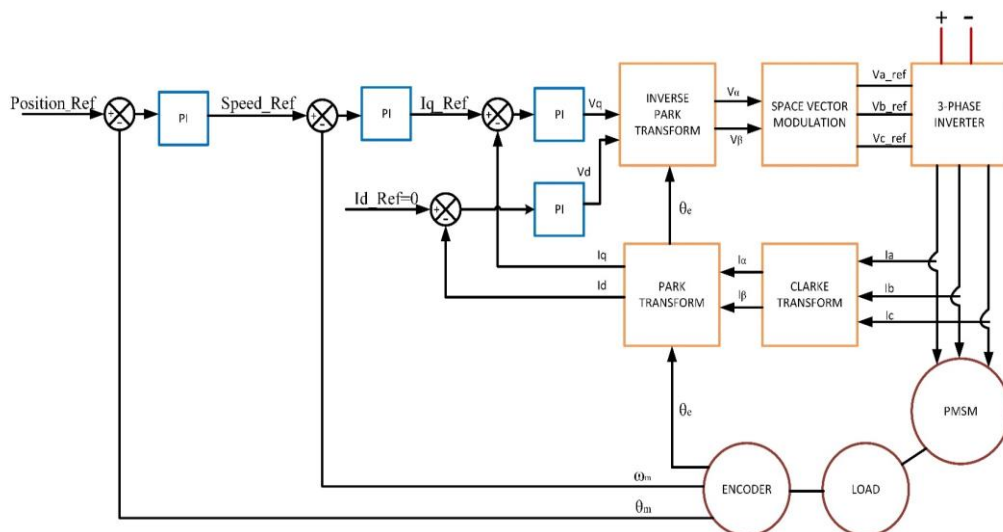 + -
Position_Ref
+
-
PI
Speed_Ref
+
-
PI
Iq_Ref
+
-
PI
Vq
INVERSE
PARK
TRANSFORM
Vα
Vβ
SPACE VECTOR
MODULATION
Va_ref
Vb_ref
Vc_ref
3-PHASE
INVERTER
Id_Ref=0
+
-
PI
Vd
θe
Iq
Id
PARK
TRANSFORM
Iα
Iβ
CLARKE
TRANSFORM
Ia
Ib
Ic
θe
PMSM
ωm
θm
ENCODER
LOAD